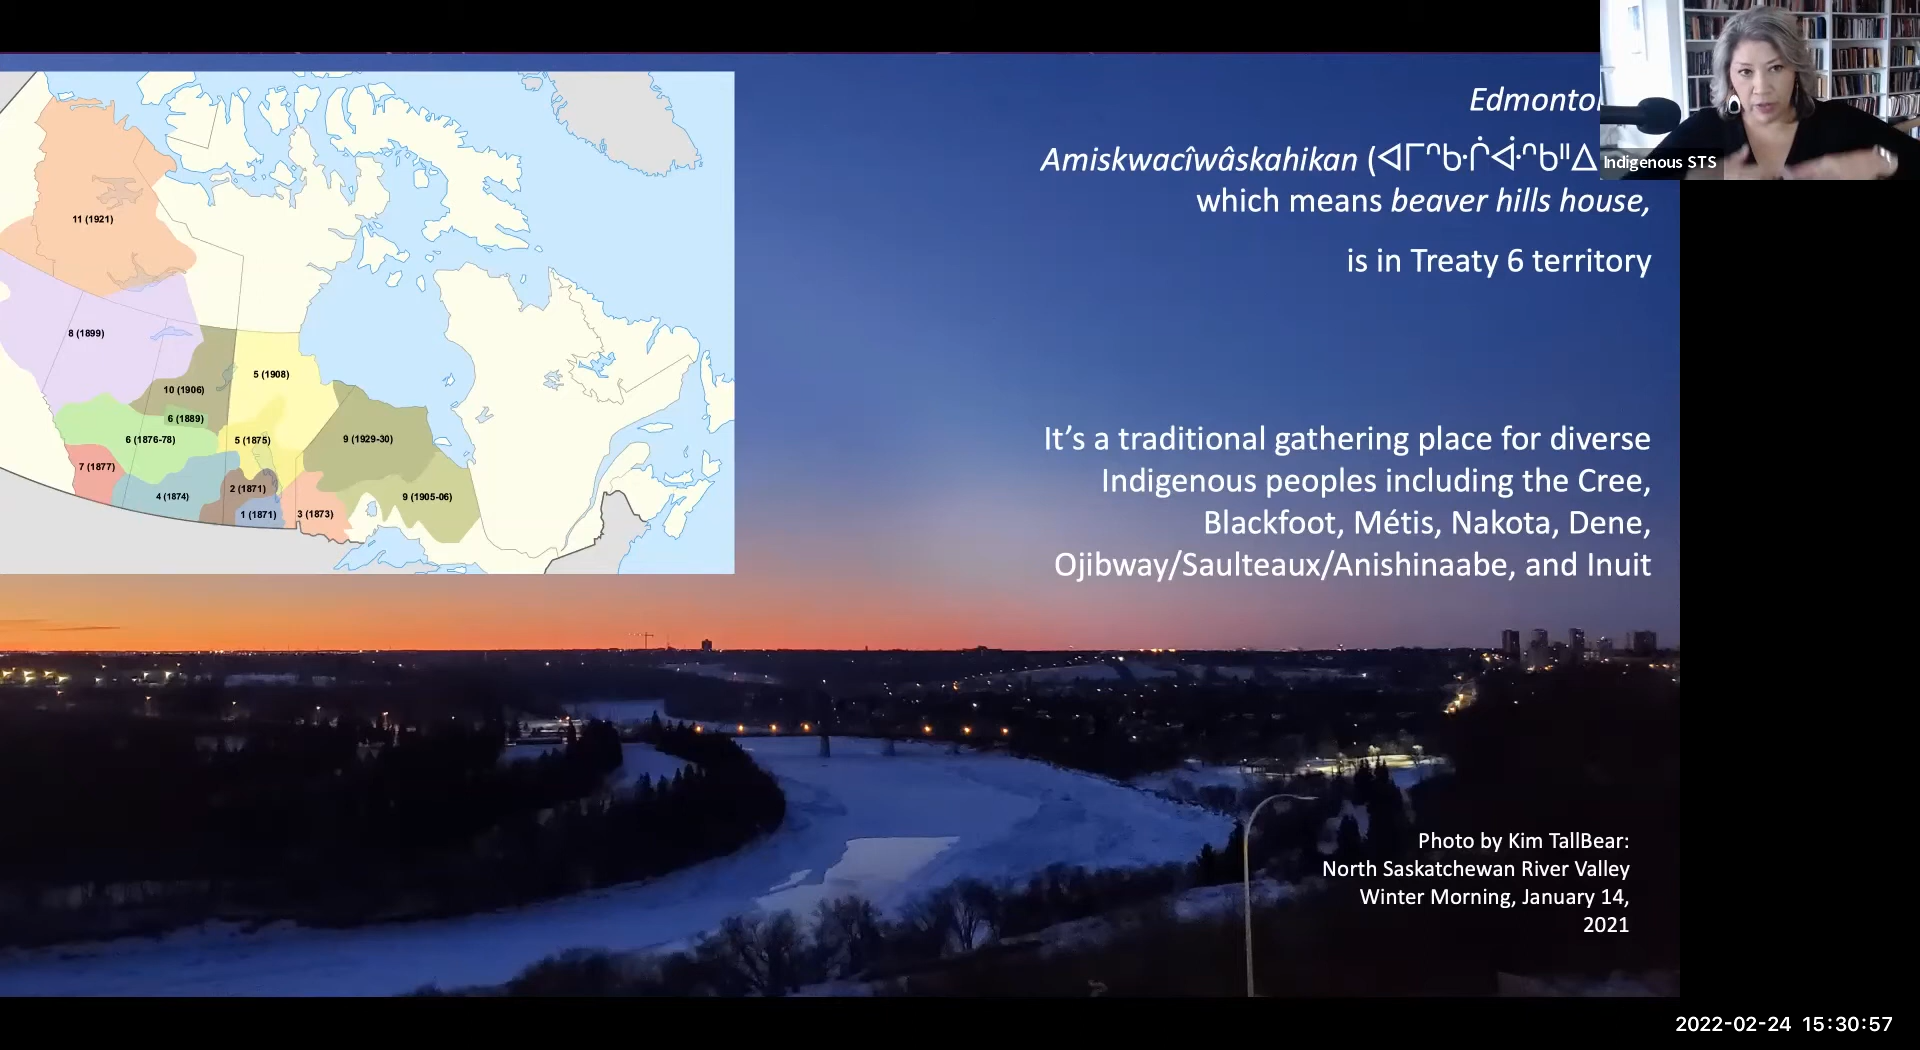 Edmonto
Amiskwacîwâskahikan (ᐊᒥᐢᑲᐧᒌᐋᐧᐢᑲᐦᐃ
which means beaver hills house,
is in Treaty 6 territory
Indigenous STS
11 (1921)
8 (1899)
5 (1908)
10 (1906)
6 (1889)
6 (1876-78)
5 (1875)
9 (1929-30)
7 (1877)
2 (1871)
4 (1874)
9 (1905-06)
1 (1871)
3 (1873)
It’s a traditional gathering place for diverse
Indigenous peoples including the Cree,
Blackfoot, Métis, Nakota, Dene,
Ojibway/Saulteaux/Anishinaabe, and Inuit
Photo by Kim TallBear:
North Saskatchewan River Valley
Winter Morning, January 14,
2021
2022-02-24 15:30:57